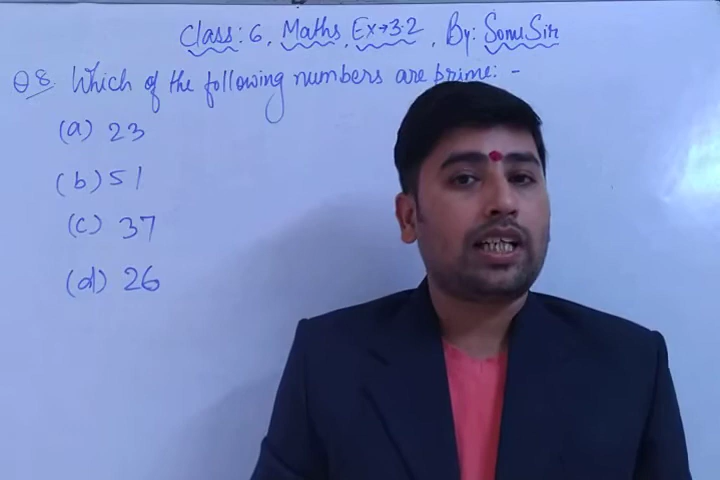 Class: 6, Maths, Ex→3.2, By: Sonu Sir
Q 8. Which of the following numbers are prime: -
(a) 23
(b) 51
(c) 37
(d) 26